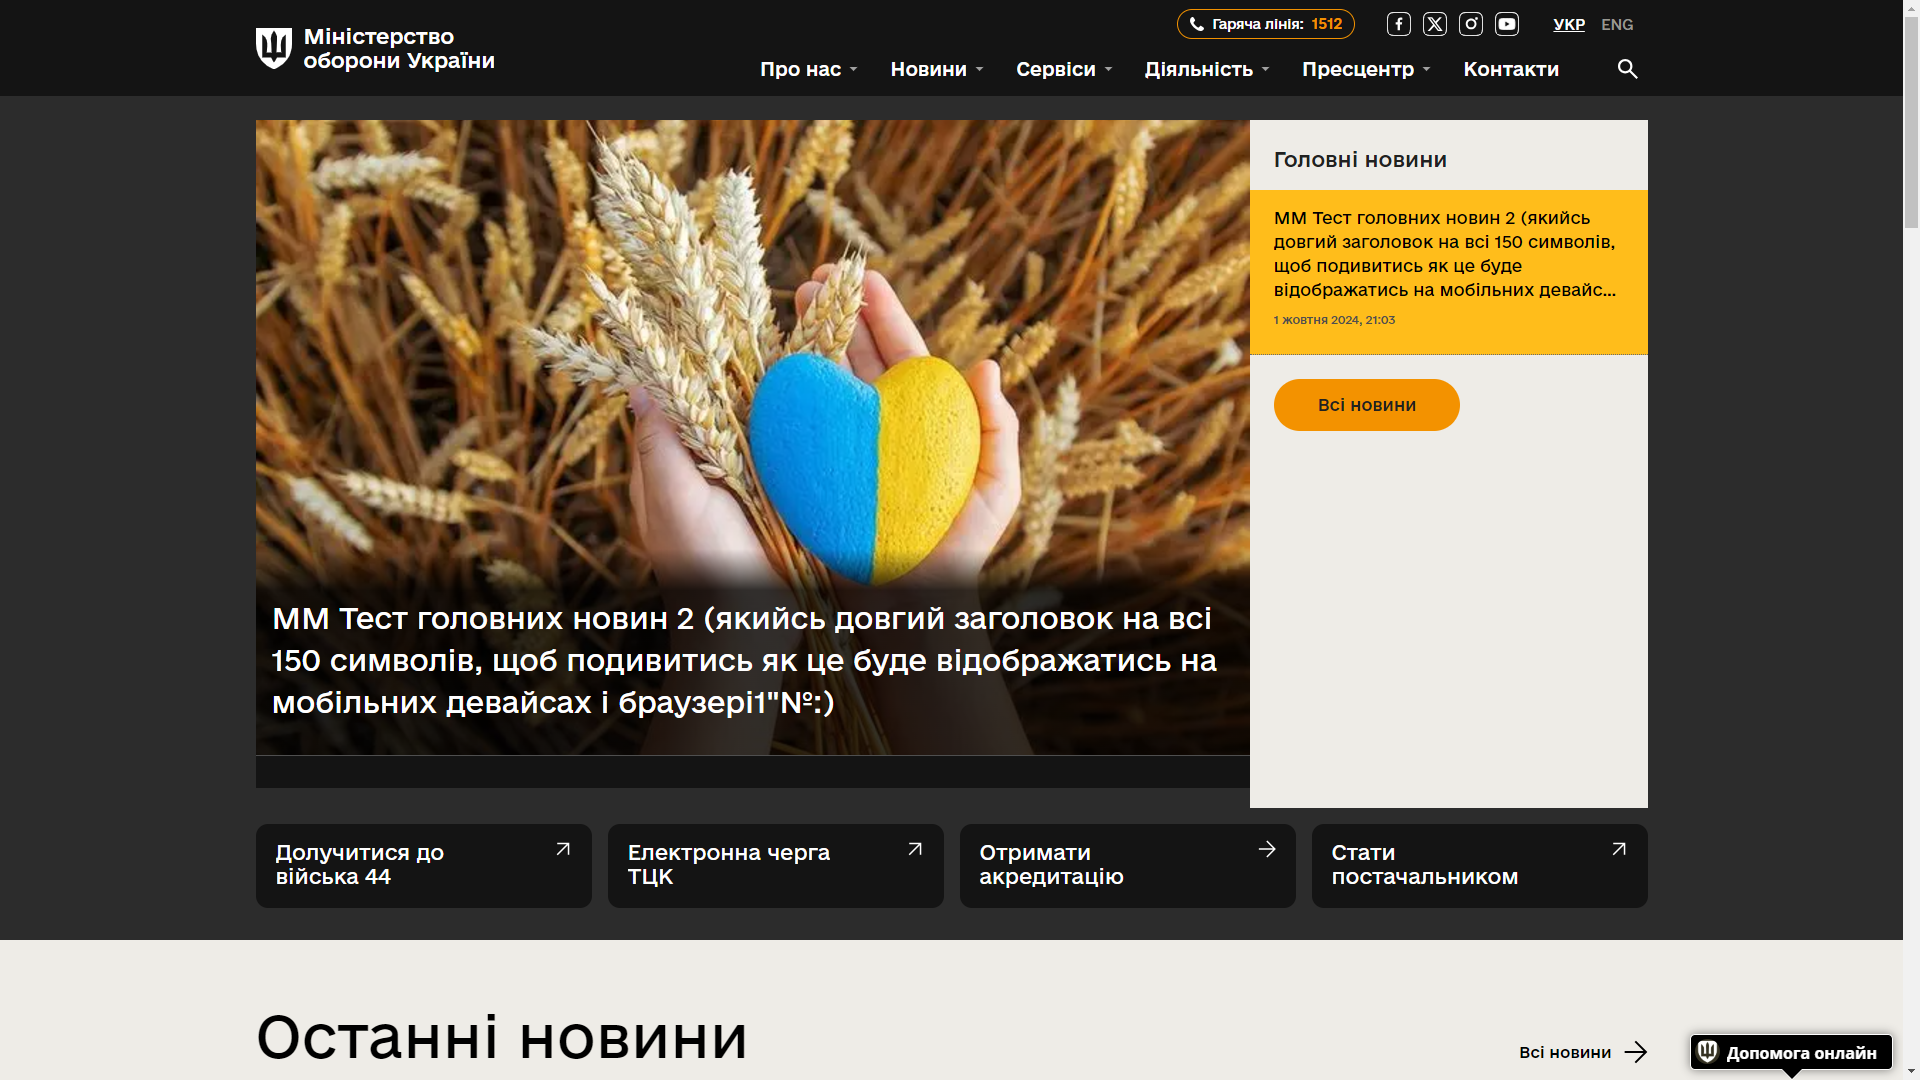 Міністерство
оборони України
Гаряча лінія: 1512
УКР ENG
Про нас Новини Сервіси Діяльність Пресцентр Контакти
ММ Тест головних новин 2 (якийсь довгий заголовок на всі
150 символів, щоб подивитись як це буде відображатись на
мобільних девайсах і браузері1"№:)
Головні новини
ММ Тест головних новин 2 (якийсь
довгий заголовок на всі 150 символів,
щоб подивитись як це буде
відображатись на мобільних девайс...
1 жовтня 2024, 21:03
Всі новини
Долучитися до
війська 44
Електронна черга
ТЦК
Отримати
акредитацію
Стати
постачальником
Останні новини
Всі новини
Допомога онлайн